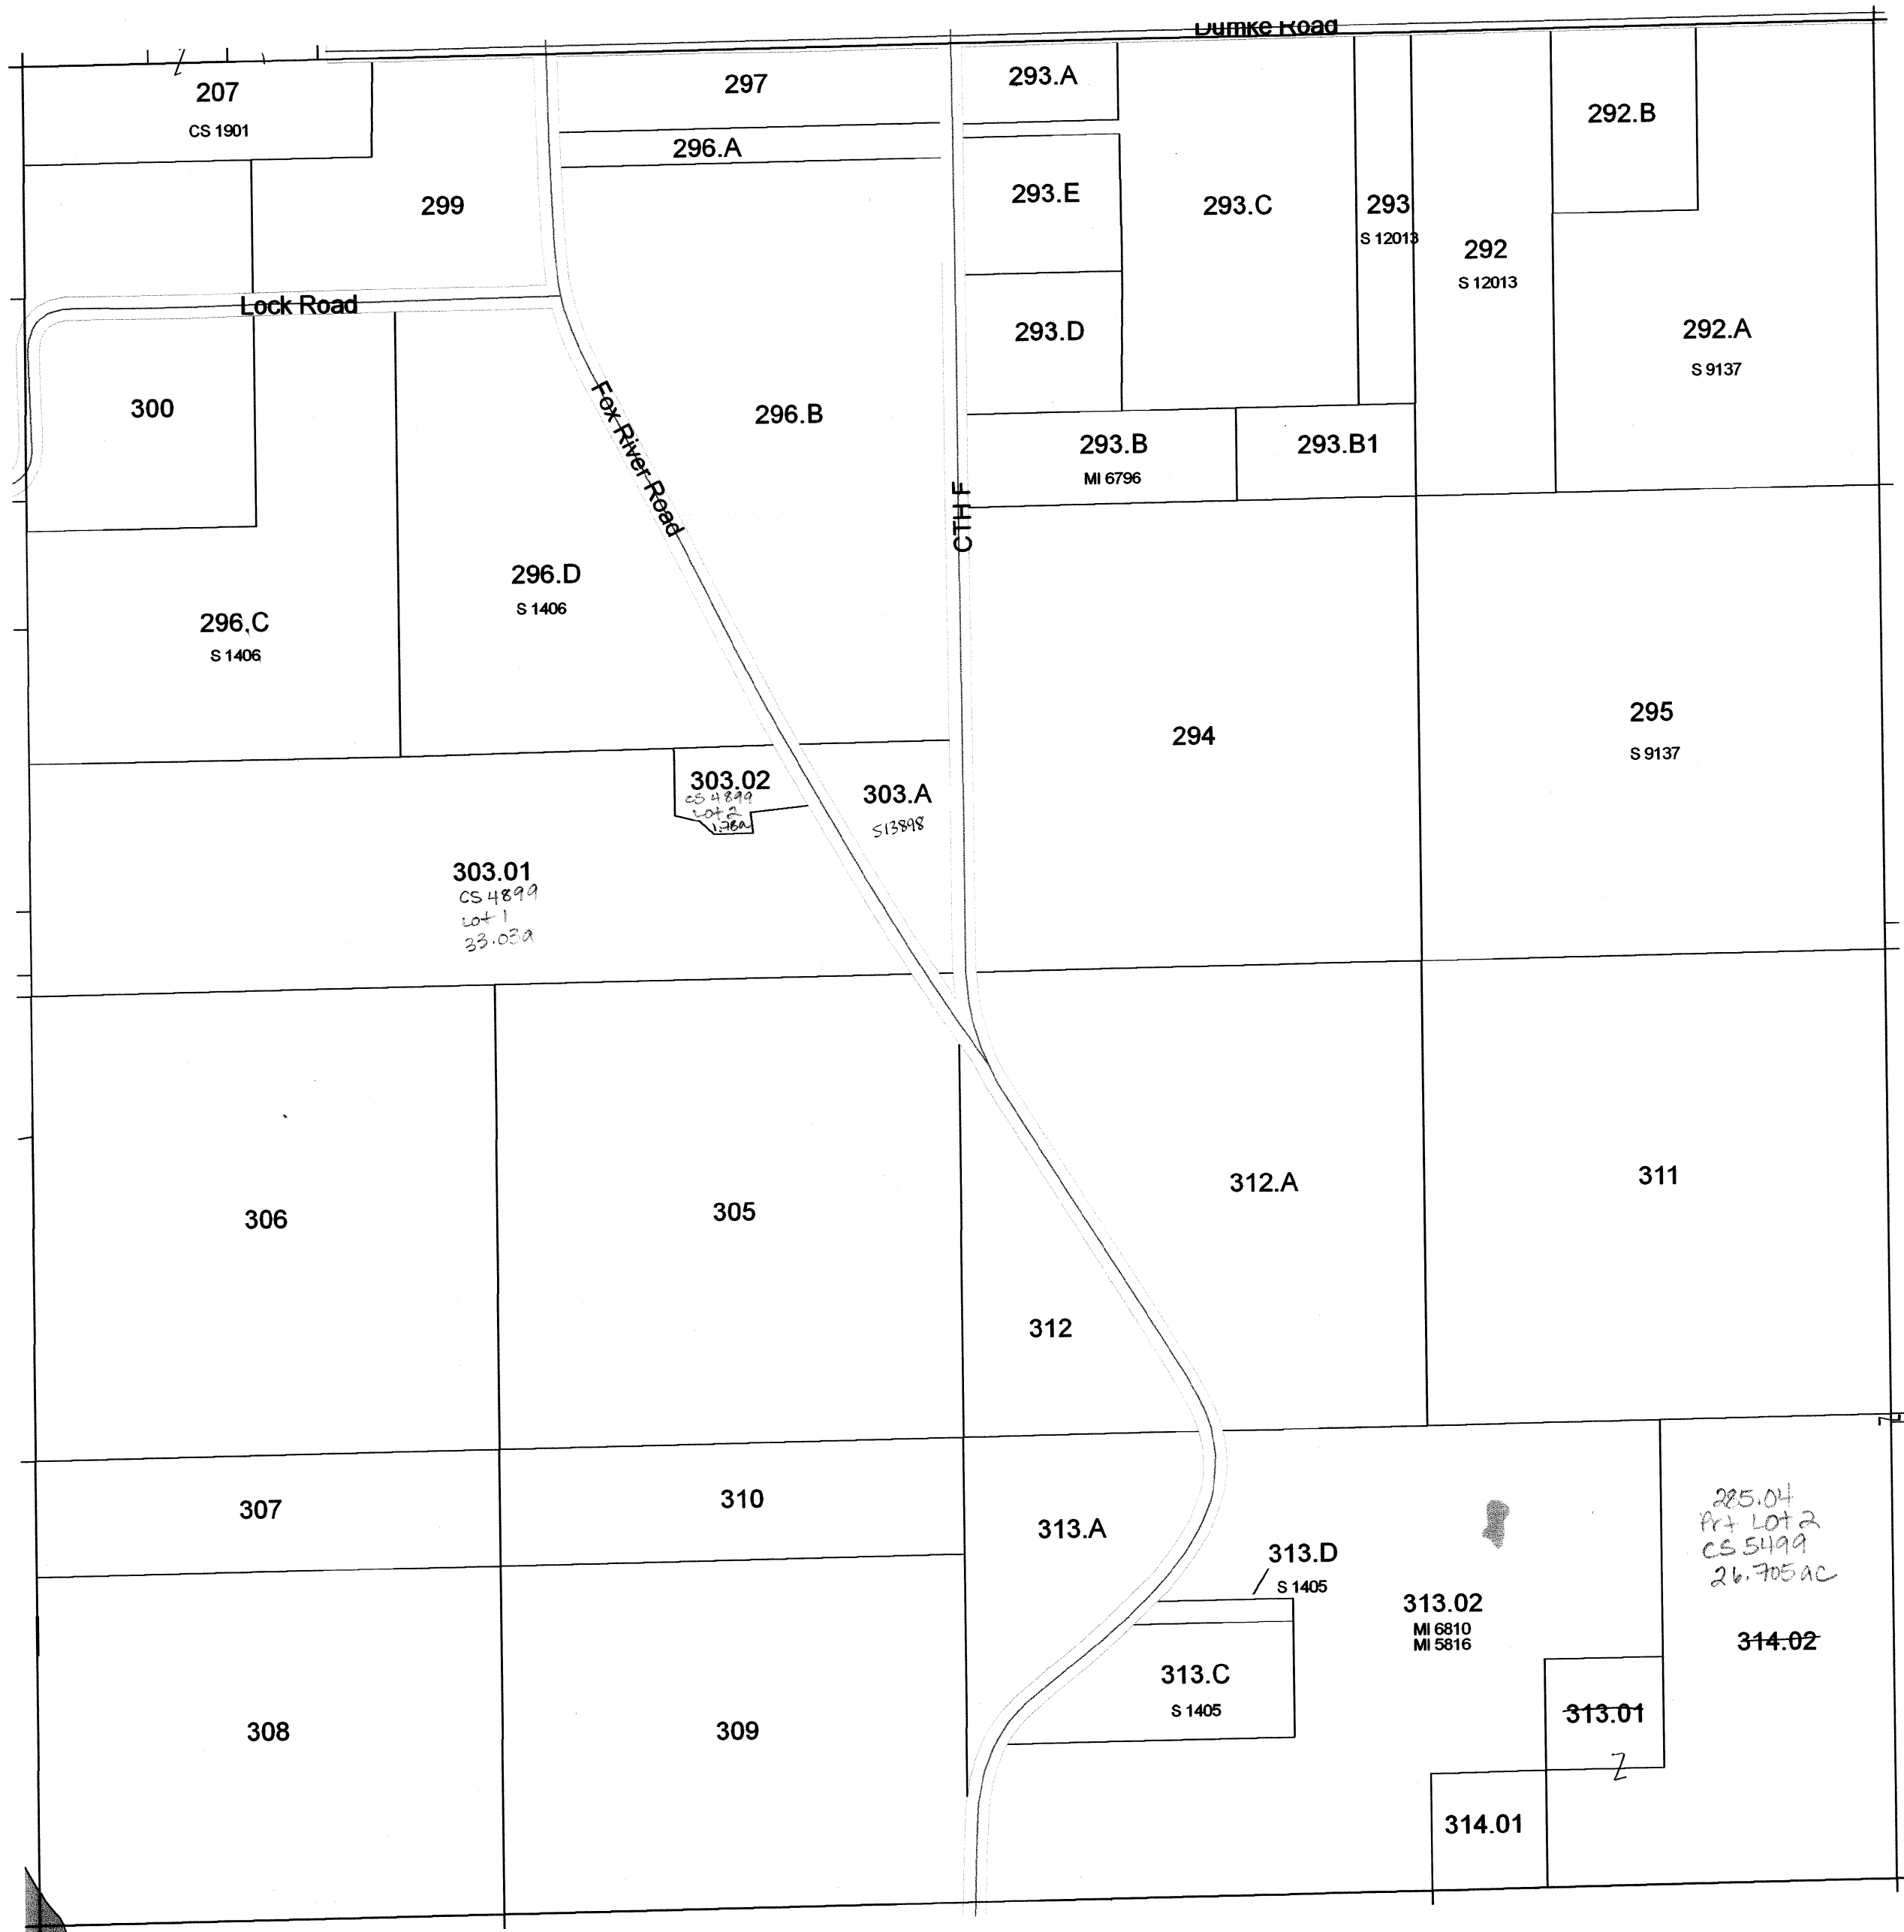 Dumke Road
207
CS 1901
297
293.A
292.B
296.A
299
293.E
293.C
293
S 12013
292
S 12013
Lock Road
293.D
292.A
S 9137
300
Fox River Road
296.B
293.B
MI 6796
293.B1
CTH F
296.D
S 1406
296.C
S 1406
294
295
S 9137
303.02
CS 4899
Lot 2
1.78a
303.A
S13898
303.01
CS 4899
Lot 1
33.03a
306
305
312.A
311
312
307
310
313.A
313.D
S 1405
285.04
Prt Lot 2
CS 5499
26.705 ac
313.02
MI 6810
MI 5816
314.02
313.C
S 1405
313.01
Z
308
309
314.01